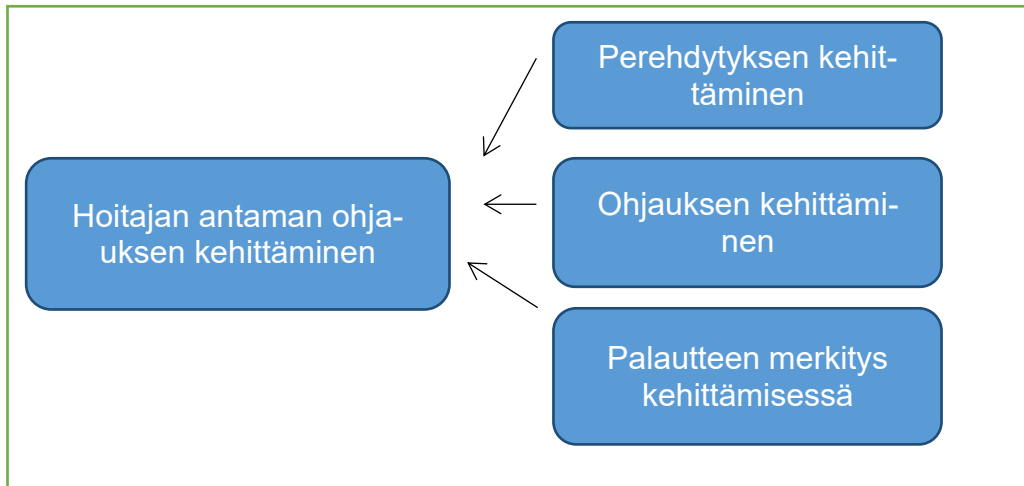 Perehdytyksen kehit-
täminen
Hoitajan antaman ohja-
uksen kehittäminen
Ohjauksen kehittämi-
nen
Palautteen merkitys
kehittämisessä